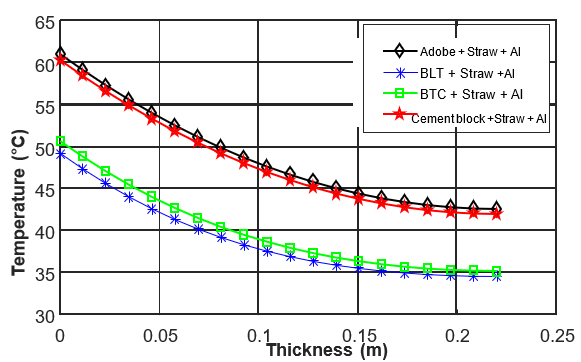 65
60
55
50
45
40
35
30
Temperature (°C)
Adobe + Straw + Al
BLT + Straw +Al
BTC + Straw + Al
Cement block +Straw + Al
0
0.05
0.1
0.15
0.2
0.25
Thickness (m)